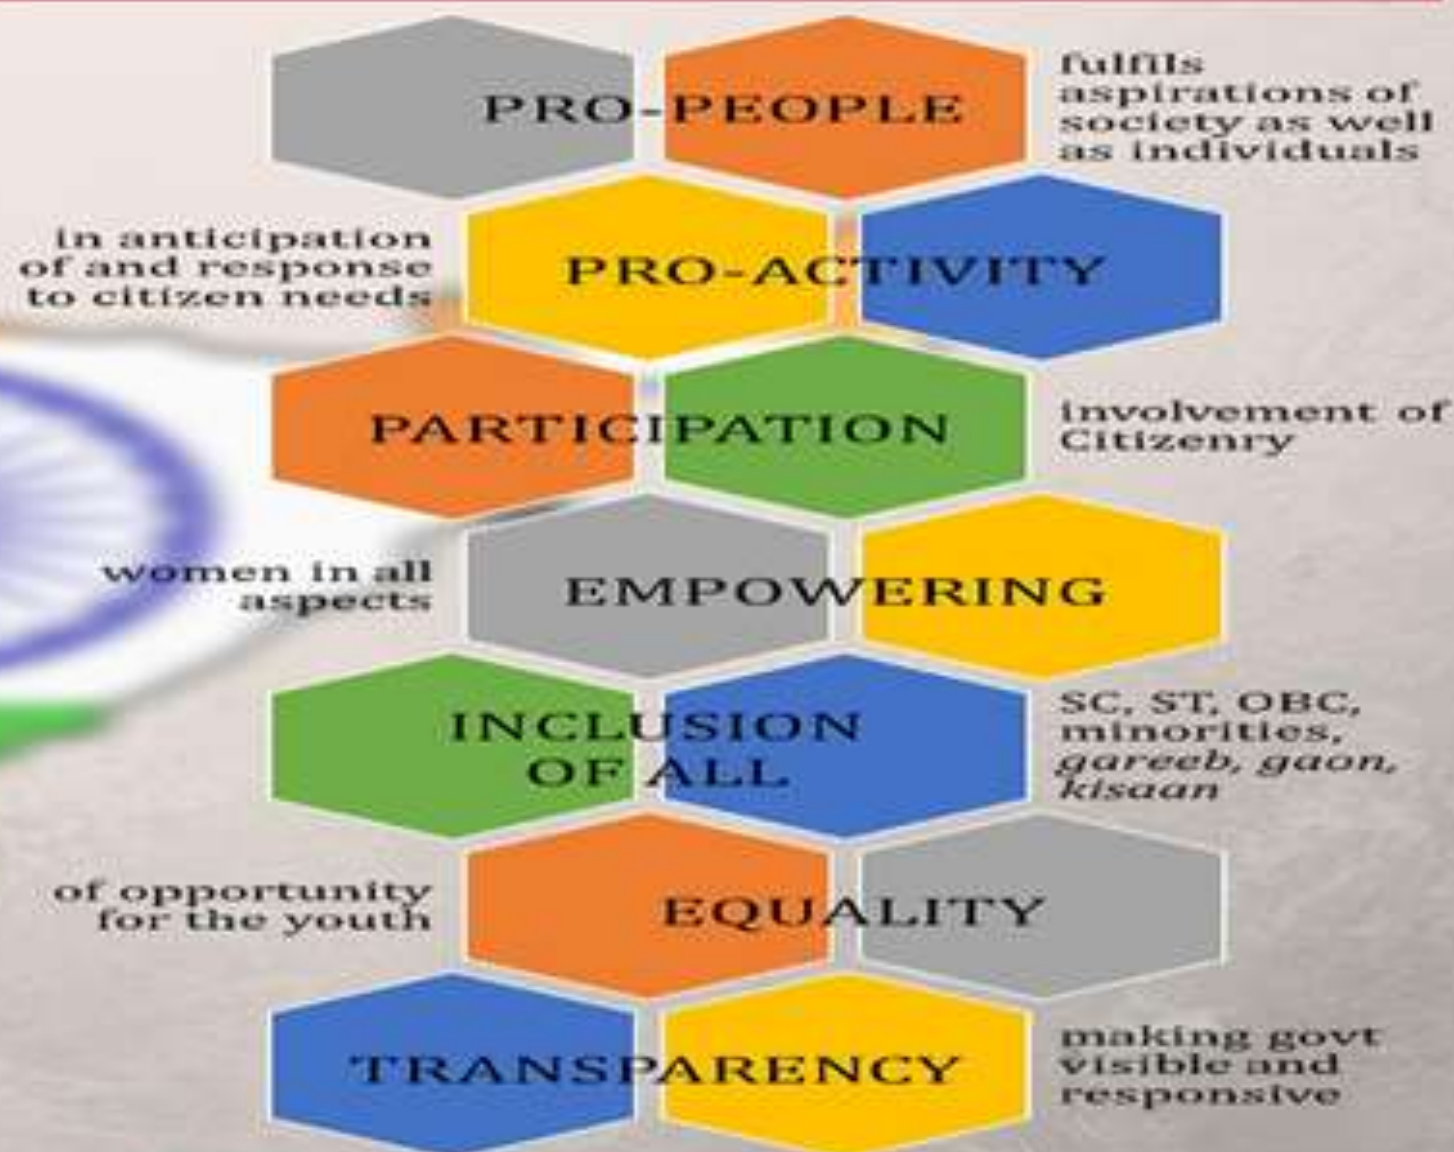 PRO-PEOPLE
fulfils
aspirations of
society as well
as individuals
PRO-ACTIVITY
in anticipation
of and response
to citizen needs
PARTICIPATION
involvement of
Citizenry
EMPOWERING
women in all
aspects
INCLUSION
OF ALL
SC, ST, OBC,
minorities,
gareeb, gaon,
kisaan
EQUALITY
of opportunity
for the youth
TRANSPARENCY
making govt
visible and
responsive